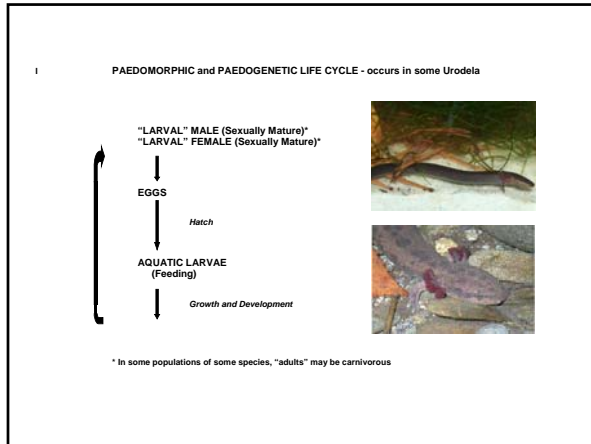 I PAEDOMORPHIC and PAEDOGENETIC LIFE CYCLE - occurs in some Urodela
“LARVAL” MALE (Sexually Mature)*
“LARVAL” FEMALE (Sexually Mature)*
EGGS
Hatch
AQUATIC LARVAE
(Feeding)
Growth and Development
* In some populations of some species, “adults” may be carnivorous